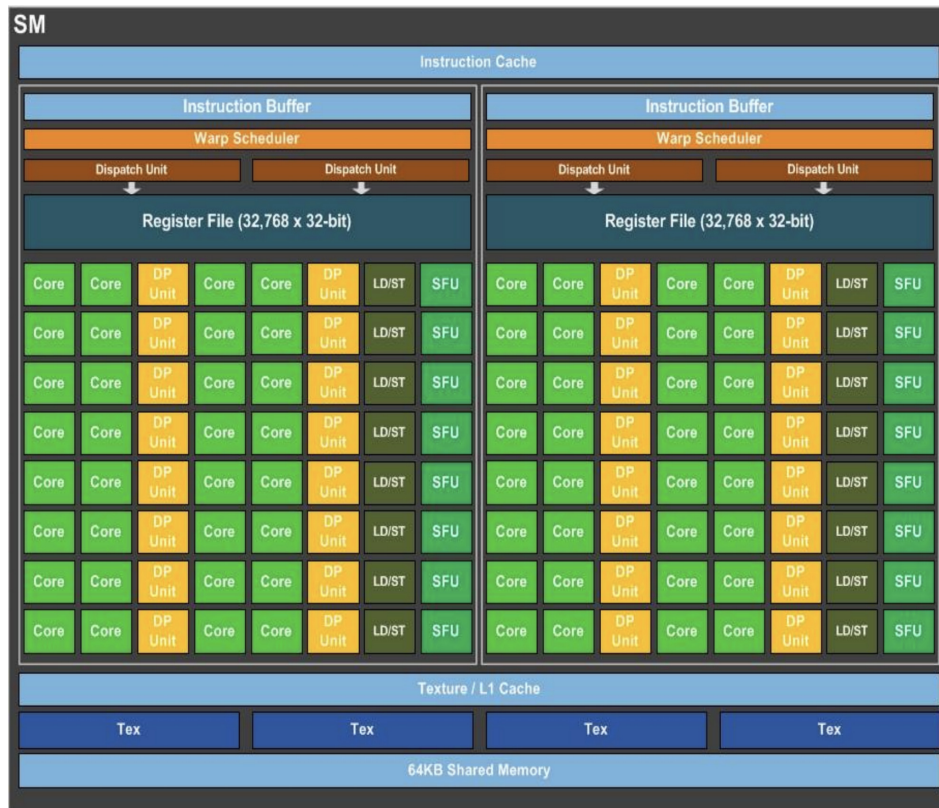 SM
Instruction Cache
Instruction Buffer Instruction Buffer
Warp Scheduler Warp Scheduler
Dispatch Unit Dispatch Unit Dispatch Unit Dispatch Unit
Register File (32,768 x 32-bit) Register File (32,768 x 32-bit)
Core Core DP Unit Core Core DP Unit LD/ST SFU Core Core DP Unit Core Core DP Unit LD/ST SFU
Core Core DP Unit Core Core DP Unit LD/ST SFU Core Core DP Unit Core Core DP Unit LD/ST SFU
Core Core DP Unit Core Core DP Unit LD/ST SFU Core Core DP Unit Core Core DP Unit LD/ST SFU
Core Core DP Unit Core Core DP Unit LD/ST SFU Core Core DP Unit Core Core DP Unit LD/ST SFU
Core Core DP Unit Core Core DP Unit LD/ST SFU Core Core DP Unit Core Core DP Unit LD/ST SFU
Core Core DP Unit Core Core DP Unit LD/ST SFU Core Core DP Unit Core Core DP Unit LD/ST SFU
Core Core DP Unit Core Core DP Unit LD/ST SFU Core Core DP Unit Core Core DP Unit LD/ST SFU
Core Core DP Unit Core Core DP Unit LD/ST SFU Core Core DP Unit Core Core DP Unit LD/ST SFU
Texture / L1 Cache
Tex Tex Tex Tex
64KB Shared Memory